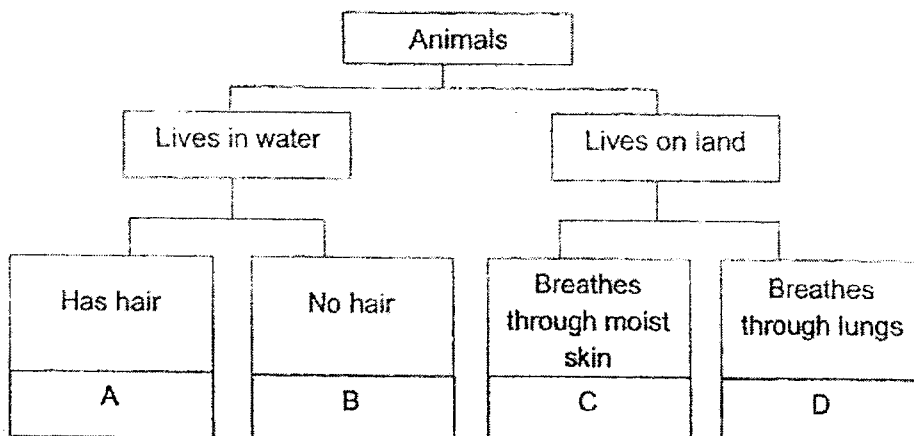 Animals
Lives in water
Lives on land
Has hair
No hair
Breathes
through moist
skin
Breathes
through lungs
A
B
C
D